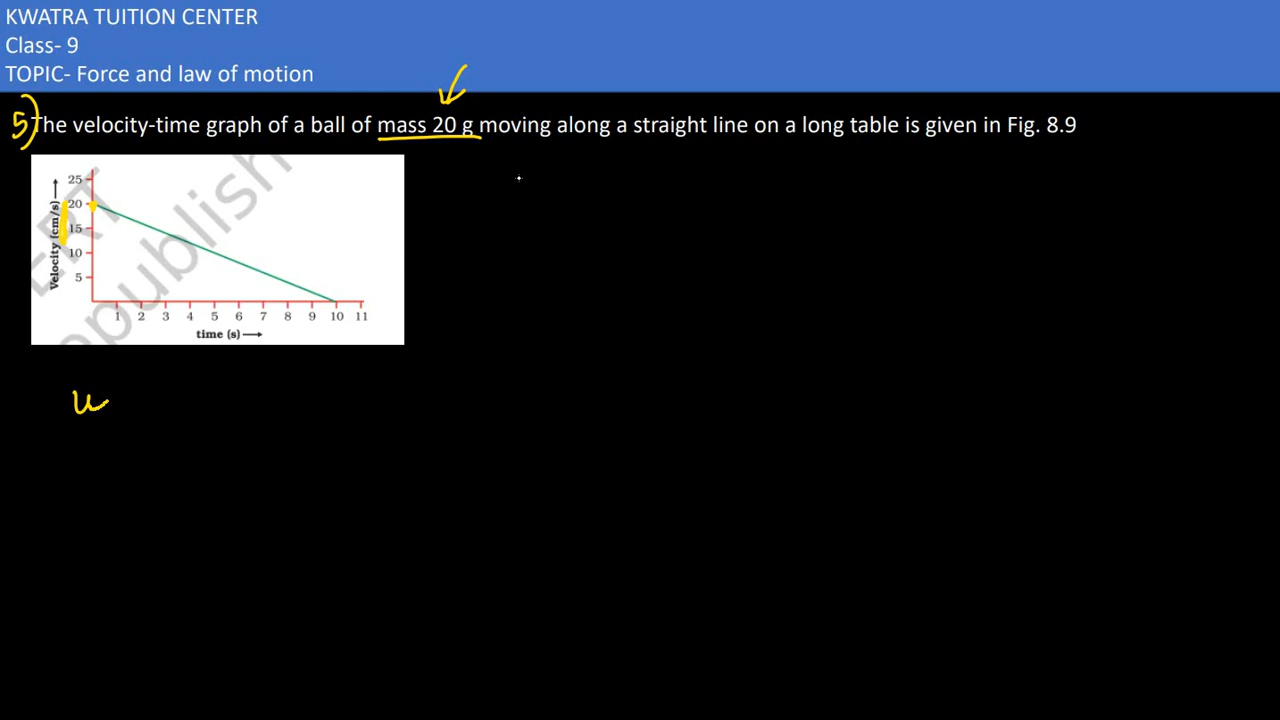 KWATRA TUITION CENTER
Class- 9
TOPIC- Force and law of motion
5) The velocity-time graph of a ball of mass 20 g moving along a straight line on a long table is given in Fig. 8.9
25
20
15
10
5
Velocity (cm/s)
1 2 3 4 5 6 7 8 9 10 11
time (s)
ERT
republish
u